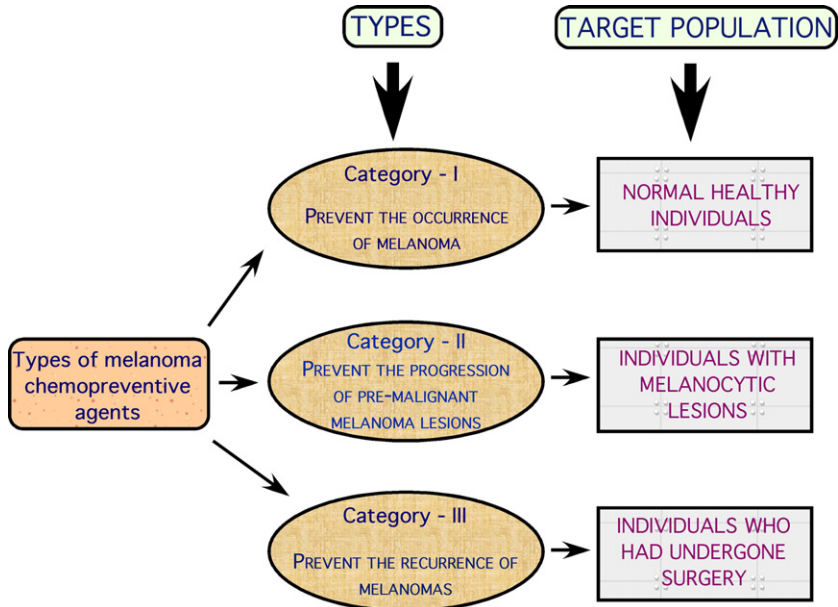 TYPES
TARGET POPULATION
Category - I
PREVENT THE OCCURRENCE
OF MELANOMA
NORMAL HEALTHY
INDIVIDUALS
Types of melanoma
chemopreventive
agents
Category - II
PREVENT THE PROGRESSION
OF PRE-MALIGNANT
MELANOMA LESIONS
INDIVIDUALS WITH
MELANOCYTIC
LESIONS
Category - III
PREVENT THE RECURRENCE OF
MELANOMAS
INDIVIDUALS WHO
HAD UNDERGONE
SURGERY